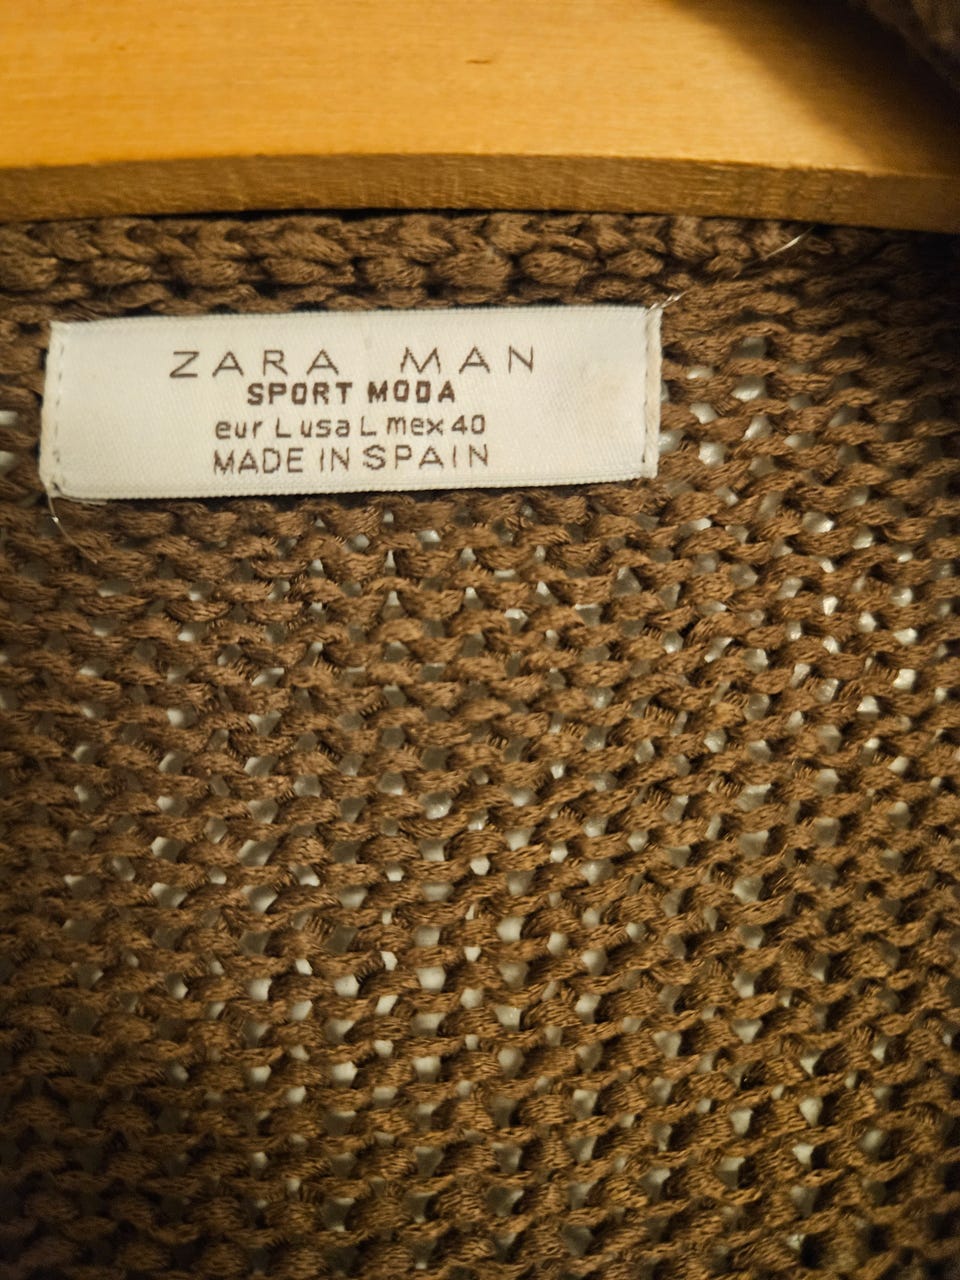 ZARA MAN
SPORT MODA
eur L usa L mex 40
MADE IN SPAIN